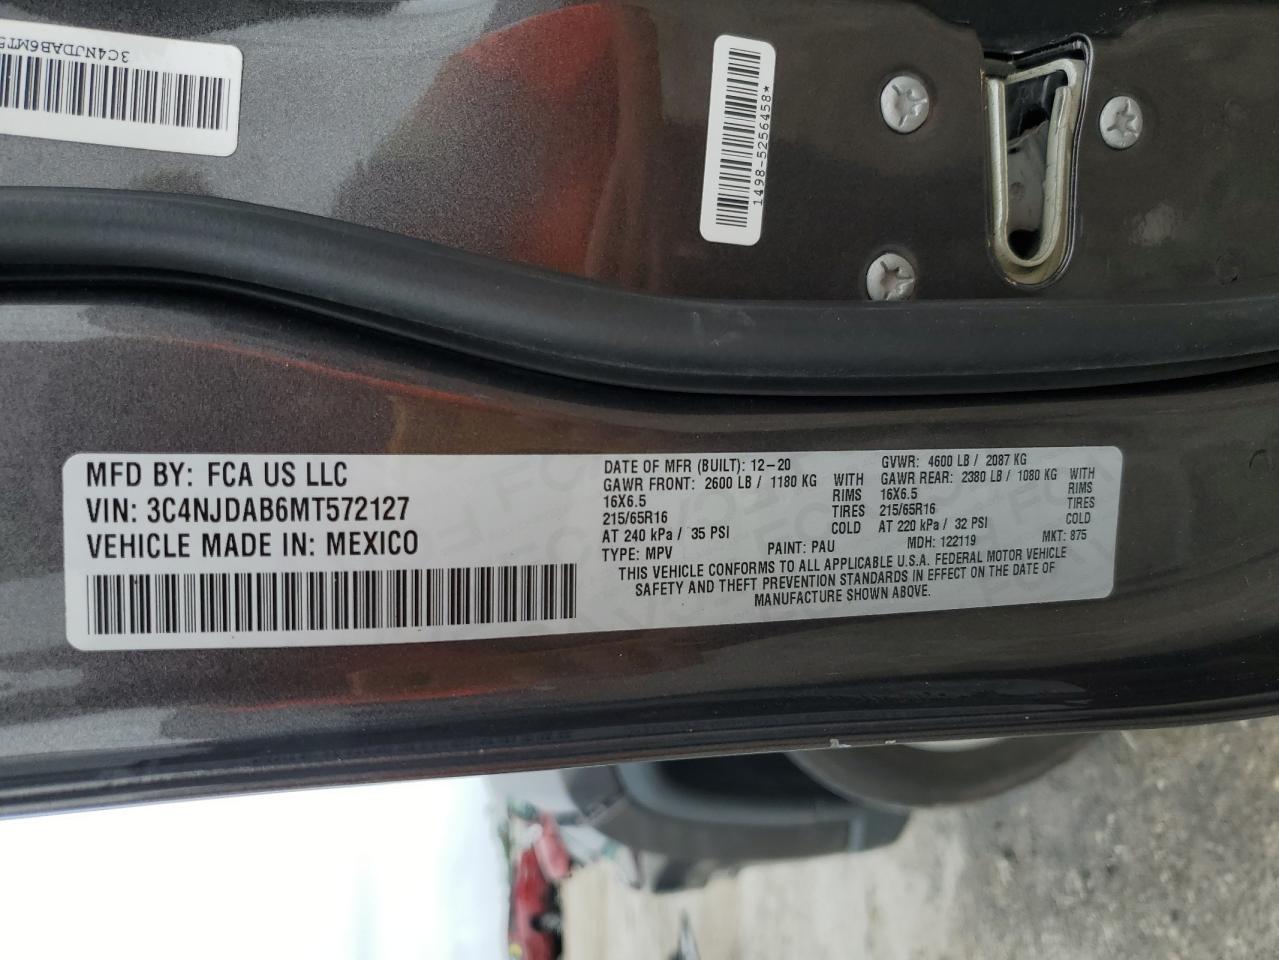 3C4NJDAB6MT5
1498-5256458*
MFD BY: FCA US LLC
VIN: 3C4NJDAB6MT572127
VEHICLE MADE IN: MEXICO
DATE OF MFR (BUILT): 12-20 GVWR: 4600 LB / 2087 KG
GAWR FRONT: 2600 LB / 1180 KG WITH GAWR REAR: 2380 LB / 1080 KG WITH
16X6.5 RIMS 16X6.5 RIMS
215/65R16 TIRES 215/65R16 TIRES
AT 240 kPa / 35 PSI COLD AT 220 kPa / 32 PSI COLD
TYPE: MPV PAINT: PAU MDH: 122119 MKT: 875
THIS VEHICLE CONFORMS TO ALL APPLICABLE U.S.A. FEDERAL MOTOR VEHICLE
SAFETY AND THEFT PREVENTION STANDARDS IN EFFECT ON THE DATE OF
MANUFACTURE SHOWN ABOVE.